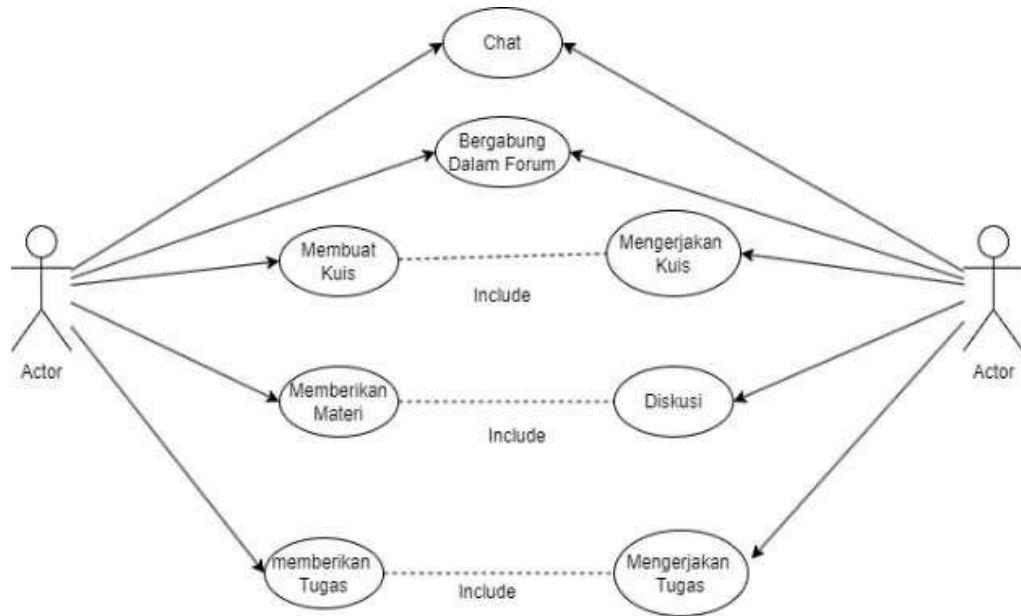 Chat
Bergabung
Dalam Forum
Membuat
Kuis
Mengerjakan
Kuis
Include
Actor
Actor
Memberikan
Materi
Diskusi
Include
memberikan
Tugas
Mengerjakan
Tugas
Include